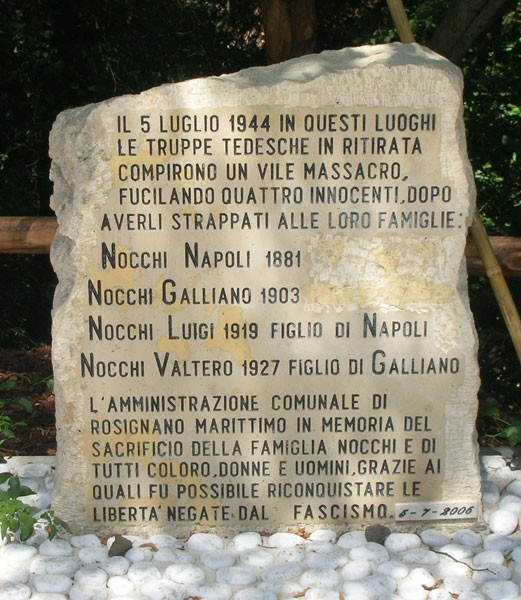 IL 5 LUGLIO 1944 IN QUESTI LUOGHI
LE TRUPPE TEDESCHE IN RITIRATA
COMPIRONO UN VILE MASSACRO,
FUCILANDO QUATTRO INNOCENTI, DOPO
AVERLI STRAPPATI ALLE LORO FAMIGLIE:
NOCCHI NAPOLI 1881
NOCCHI GALLIANO 1903
NOCCHI LUIGI 1919 FIGLIO DI NAPOLI
NOCCHI VALTERO 1927 FIGLIO DI GALLIANO
L'AMMINISTRAZIONE COMUNALE DI
ROSIGNANO MARITTIMO IN MEMORIA DEL
SACRIFICIO DELLA FAMIGLIA NOCCHI E DI
TUTTI COLORO, DONNE E UOMINI, GRAZIE AI
QUALI FU POSSIBILE RICONQUISTARE LE
LIBERTA' NEGATE DAL FASCISMO. 5-7-2006